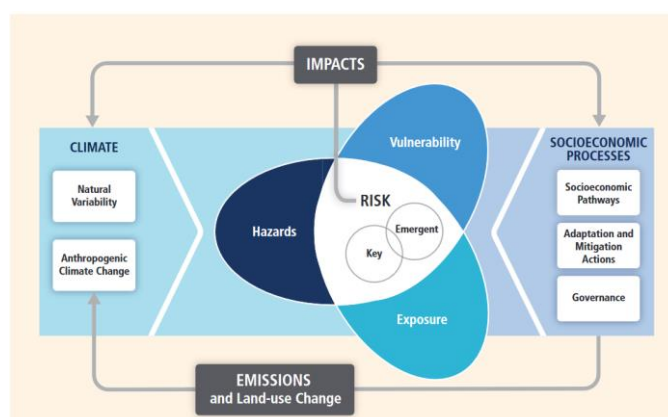 IMPACTS
CLIMATE
Natural
Variability
Anthropogenic
Climate Change
Vulnerability
Hazards
RISK
Emergent
Key
Exposure
SOCIOECONOMIC
PROCESSES
Socioeconomic
Pathways
Adaptation and
Mitigation
Actions
Governance
EMISSIONS
and Land-use Change